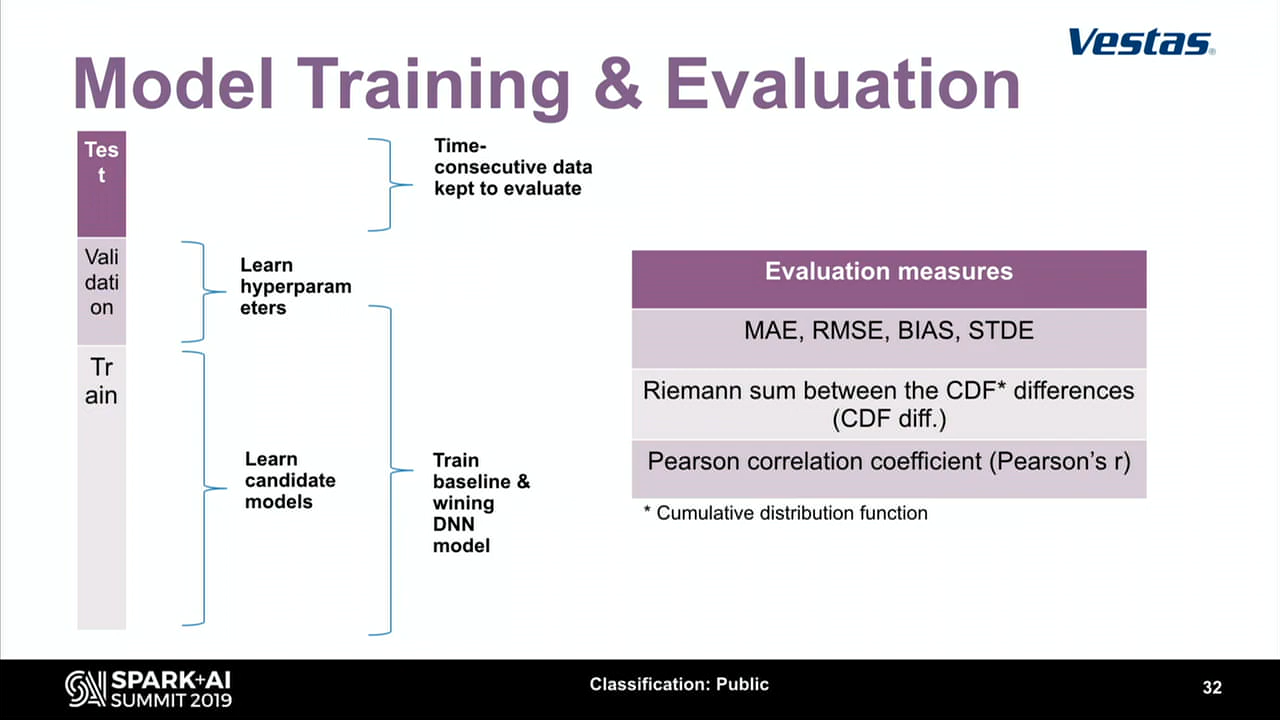 Vestas
Model Training & Evaluation
Tes
t
Time-
consecutive data
kept to evaluate
Vali
dati
on
Learn
hyperparam
eters
Tr
ain
Learn
candidate
models
Train
baseline &
wining
DNN
model
Evaluation measures
MAE, RMSE, BIAS, STDE
Riemann sum between the CDF* differences
(CDF diff.)
Pearson correlation coefficient (Pearson’s r)
* Cumulative distribution function
SPARK+AI
SUMMIT 2019
Classification: Public
32